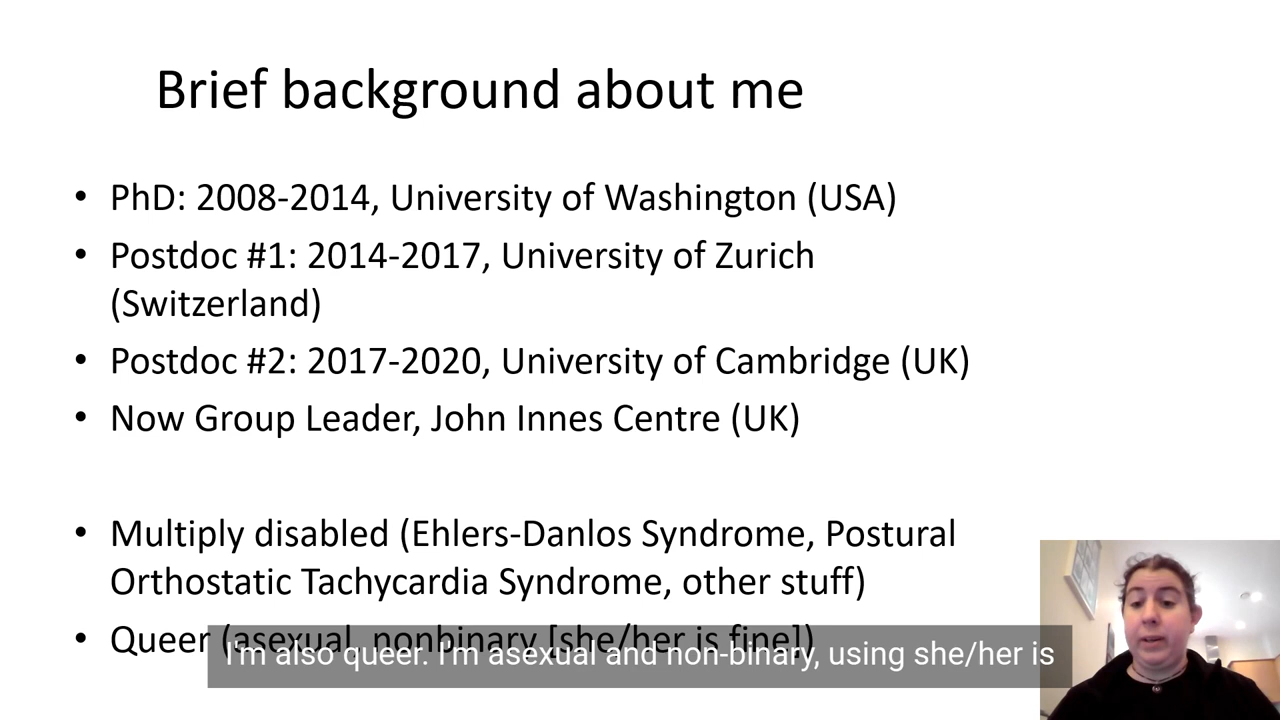 Brief background about me
• PhD: 2008-2014, University of Washington (USA)
• Postdoc #1: 2014-2017, University of Zurich
(Switzerland)
• Postdoc #2: 2017-2020, University of Cambridge (UK)
• Now Group Leader, John Innes Centre (UK)
• Multiply disabled (Ehlers-Danlos Syndrome, Postural
Orthostatic Tachycardia Syndrome, other stuff)
• Queer (asexual, nonbinary [she/her is fine])
I'm also queer. I'm asexual and non-binary, using she/her is